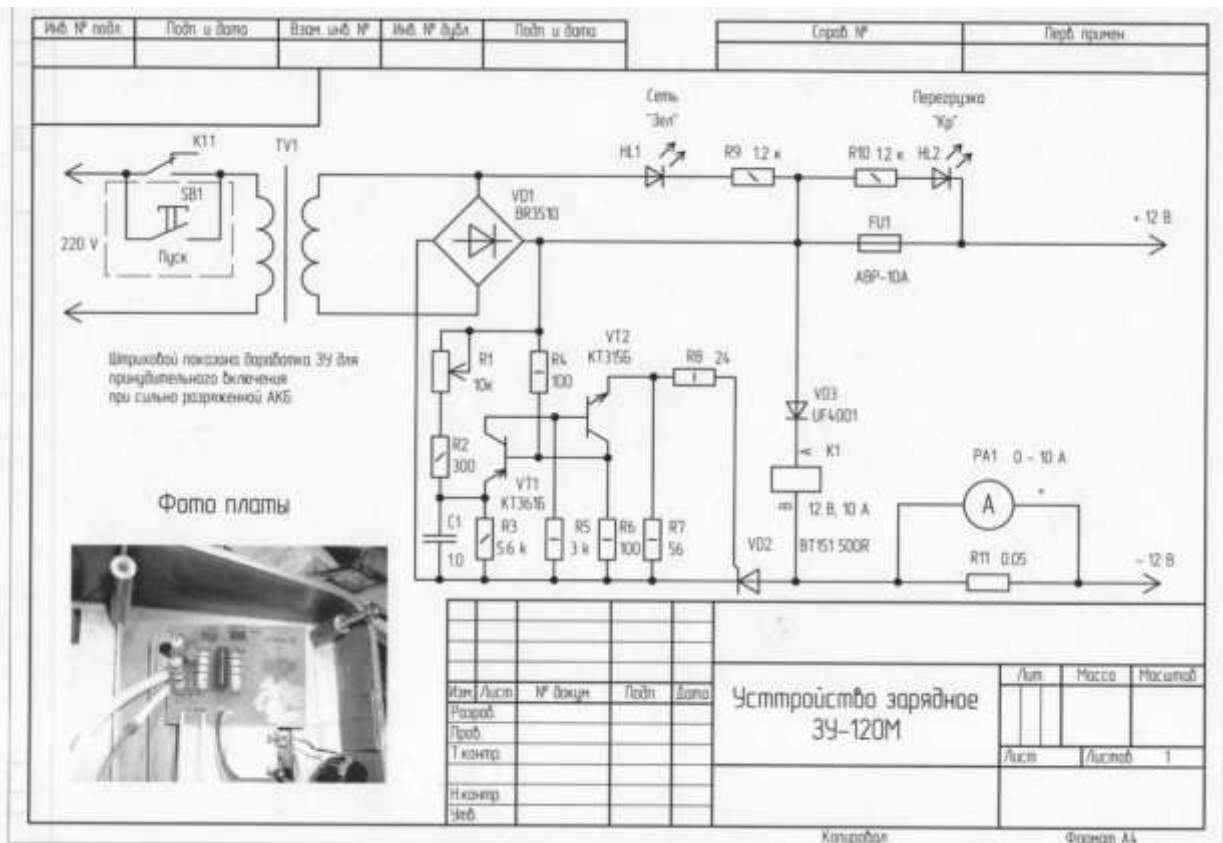 Инв. № подл.
Подп. и дата
Взам. инв. №
Инв. № дубл.
Подп. и дата
Справ. №
Перв. примен.
Сеть
"Зел"
Перегрузка
"Кр"
K11
TV1
HL1
R9 1.2 к
R10 1.2 к
HL2
SB1
VD1
BR3510
FU1
+ 12 В
220 V
Пуск
АВР-10А
Штриховой показана доработка ЗУ для
принудительного включения
при сильно разряженной АКБ
R1
10к
R4
100
VT2
КТ315Б
R8 24
VD3
UF4001
R2
300
K1
A
PA1 0 - 10 A
Фото платы
VT1
КТ361Б
А
+
B
12 В, 10 А
C1
1.0
R3
5.6 k
R5
3 k
R6
100
R7
56
VD2
BT151 500R
R11 0.05
- 12 В
Изм.
Лист
№ докум.
Подп.
Дата
Разраб.
Пров.
Т.контр.
Н.контр.
Утв.
Усттройство зарядное
ЗУ-120М
Лит.
Масса
Масштаб
Лист
Листов 1
Копировал
Формат А4